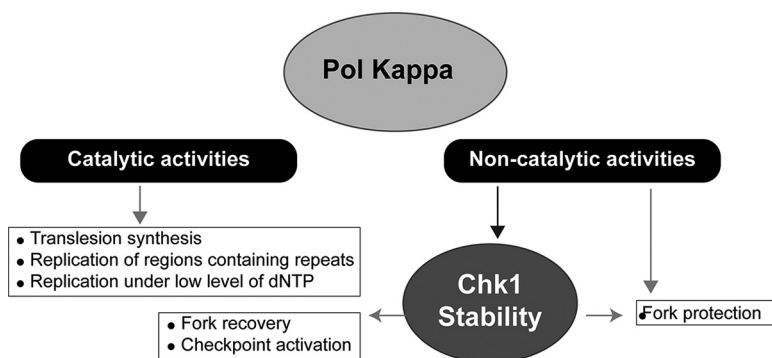 Pol Kappa
Catalytic activities
Non-catalytic activities
• Translesion synthesis
• Replication of regions containing repeats
• Replication under low level of dNTP
Chk1
Stability
• Fork protection
• Fork recovery
• Checkpoint activation